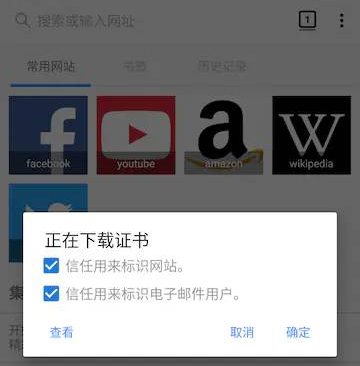 搜索或输入网址
1
常用网站 书签 历史记录
facebook youtube amazon wikipedia
正在下载证书
信任用来标识网站。
信任用来标识电子邮件用户。
查看 取消 确定
集
开
精